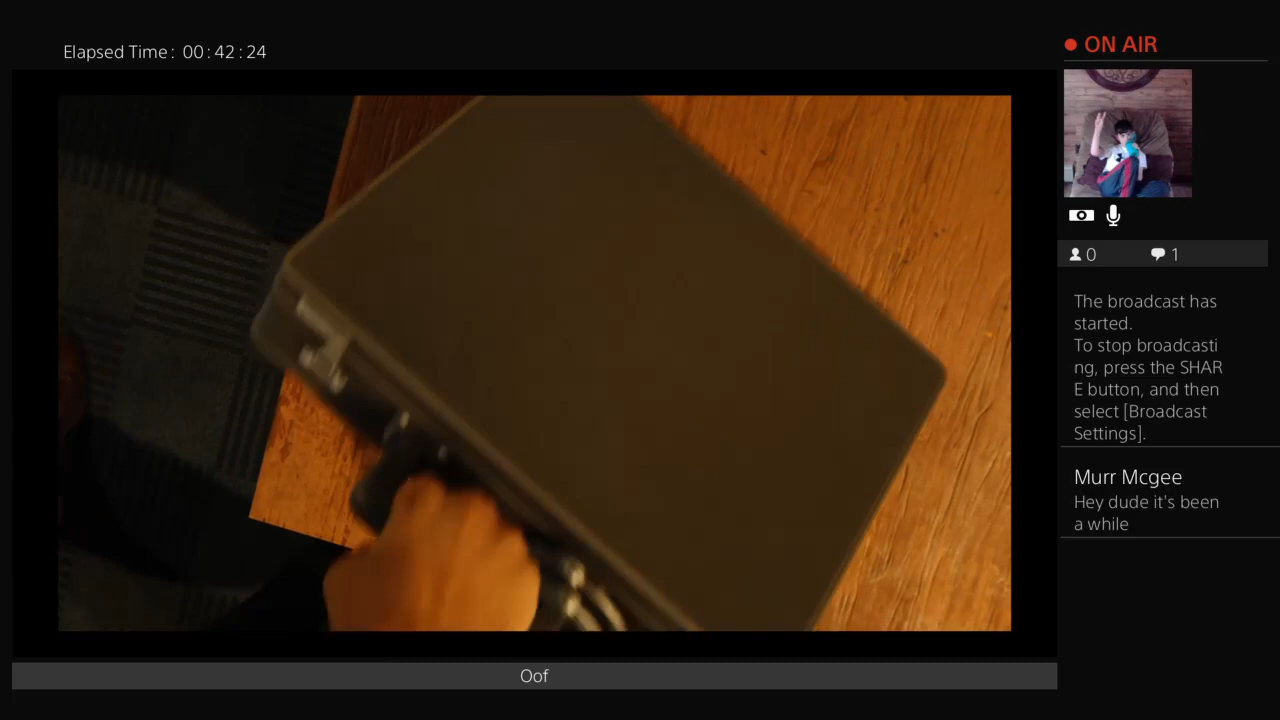 Elapsed Time: 00:42:24
ON AIR
0
1
The broadcast has
started.
To stop broadcasti
ng, press the SHAR
E button, and then
select [Broadcast
Settings].
Murr Mcgee
Hey dude it's been
a while
Oof